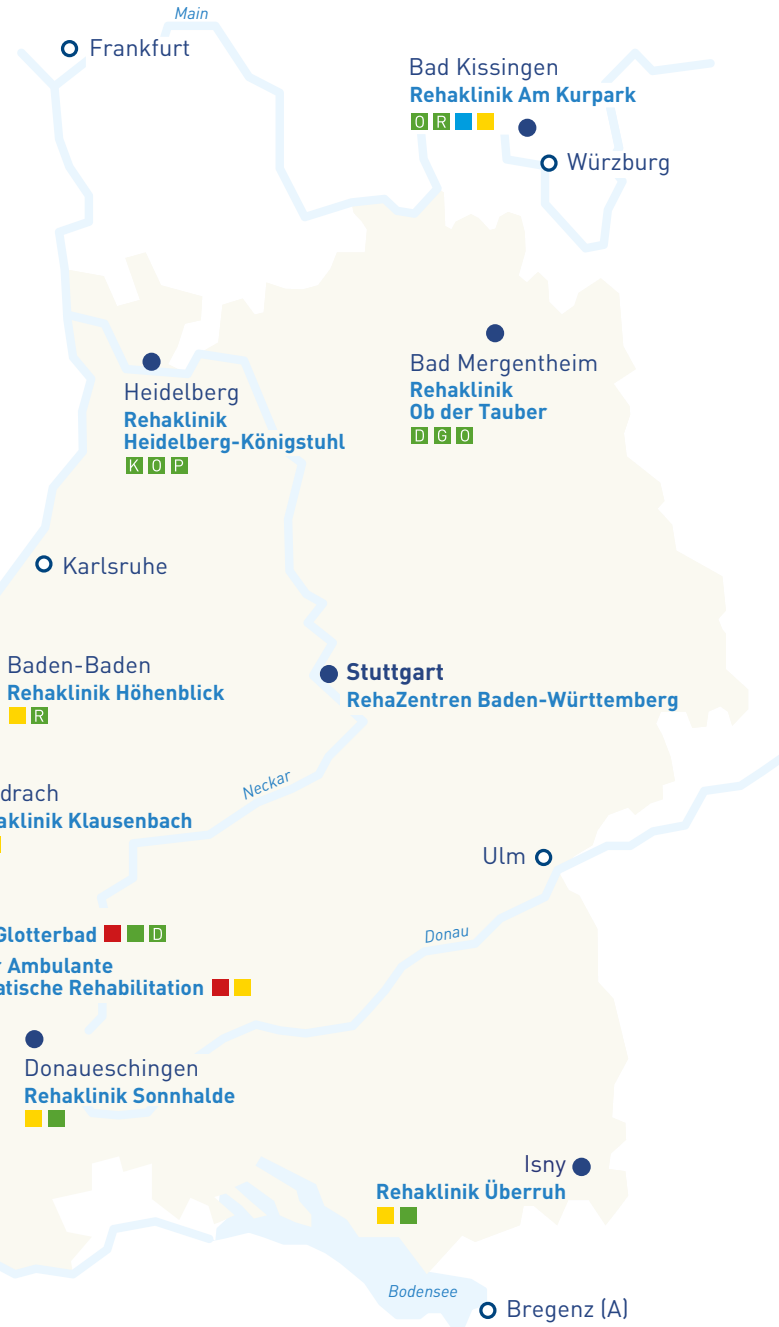 Main
Frankfurt
Bad Kissingen
Rehaklinik Am Kurpark
O R
Würzburg
Bad Mergentheim
Rehaklinik
Ob der Tauber
D G O
Heidelberg
Rehaklinik
Heidelberg-Königstuhl
K O P
Karlsruhe
Baden-Baden
Rehaklinik Höhenblick
R
Stuttgart
RehaZentren Baden-Württemberg
Neckar
drach
aklinik Klausenbach
Ulm
Donau
Glotterbad D
Ambulante
atische Rehabilitation
Donaueschingen
Rehaklinik Sonnhalde
Isny
Rehaklinik Überruh
Bodensee
Bregenz (A)